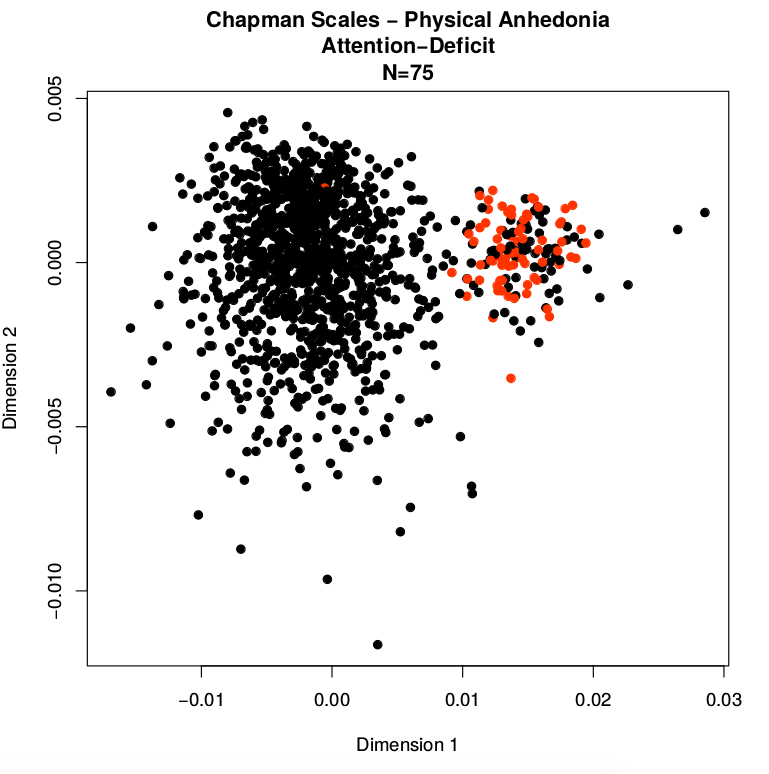 Chapman Scales − Physical Anhedonia
Attention−Deficit
N=75
0.005
0.000
−0.005
−0.010
Dimension 2
−0.01
0.00
0.01
0.02
0.03
Dimension 1